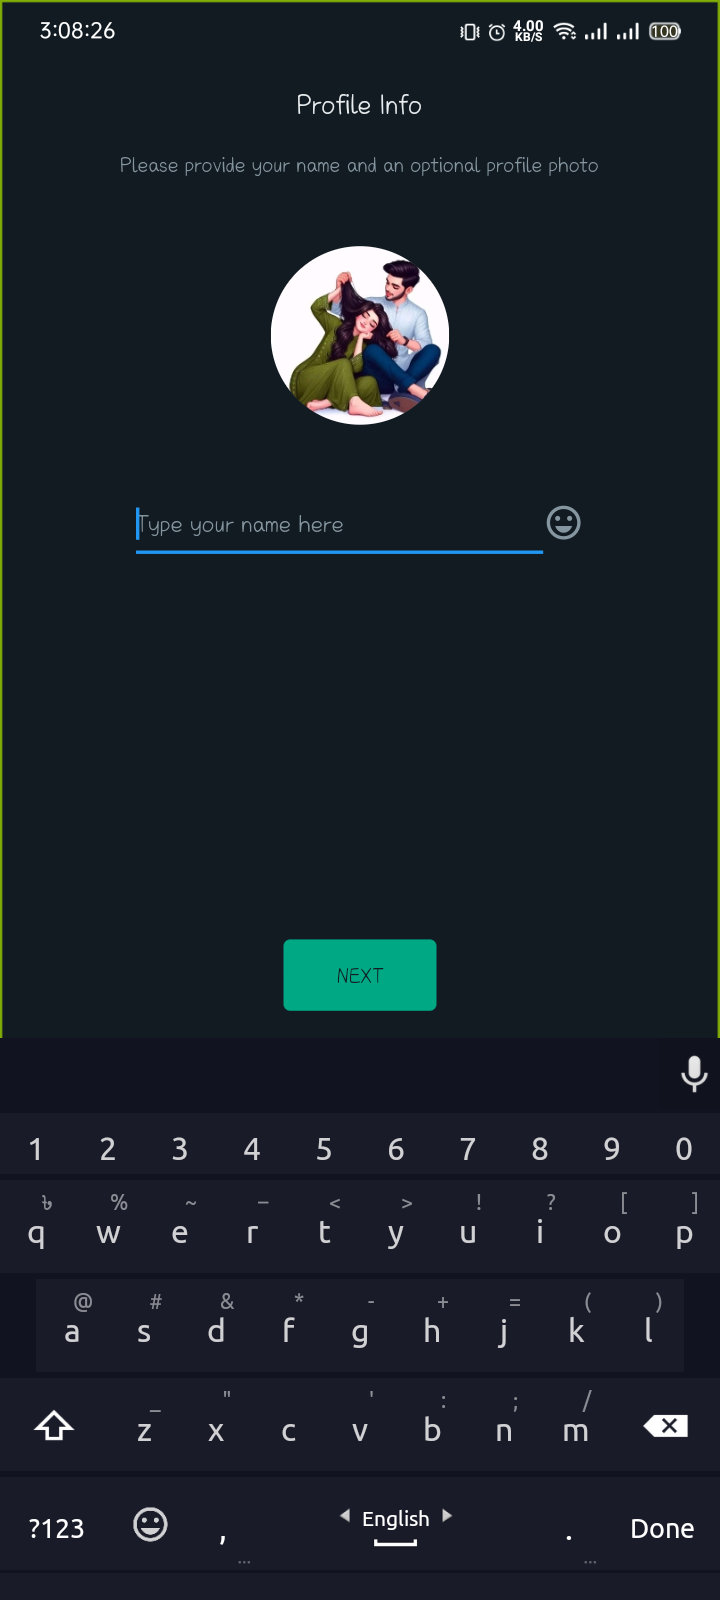 3:08:26 4.00 KB/S 100
Profile Info
Please provide your name and an optional profile photo
Type your name here
NEXT
1 2 3 4 5 6 7 8 9 0
৳ % ~ – < > ! ? [ ]
q w e r t y u i o p
@ # & * - + = ( )
a s d f g h j k l
_ " ' : ; /
z x c v b n m
?123 , English . Done
... ...